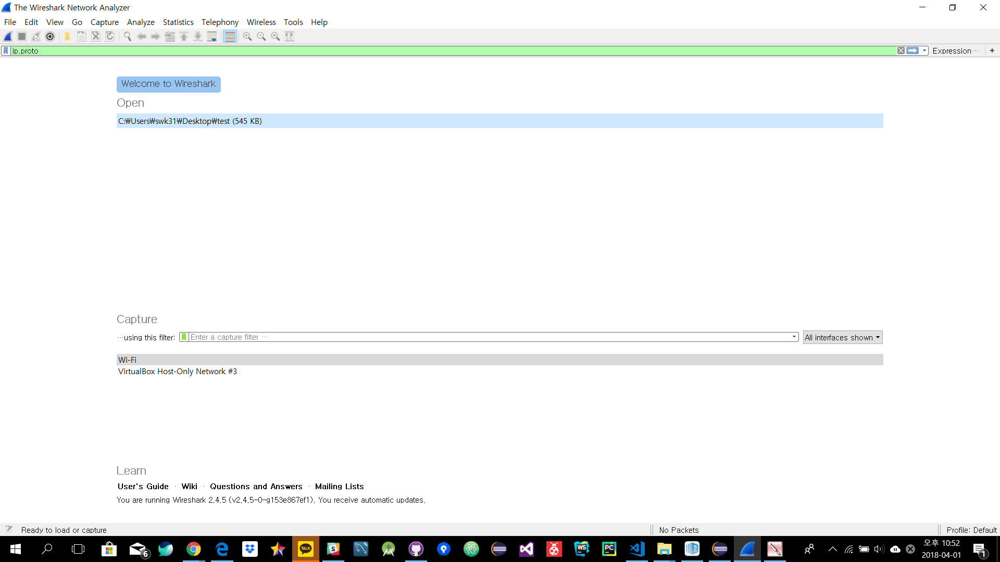 The Wireshark Network Analyzer
File Edit View Go Capture Analyze Statistics Telephony Wireless Tools Help
ip.proto
Expression…
+
Welcome to Wireshark
Open
C:₩Users₩swk31₩Desktop₩test (545 KB)
Capture
…using this filter:
Enter a capture filter …
All interfaces shown
Wi-Fi
VirtualBox Host-Only Network #3
Learn
User's Guide · Wiki · Questions and Answers · Mailing Lists
You are running Wireshark 2.4.5 (v2.4.5-0-g153e867ef1). You receive automatic updates.
Ready to load or capture
No Packets
Profile: Default
6
TALK
S
WS
PC
오후 10:52
2018-04-01
1